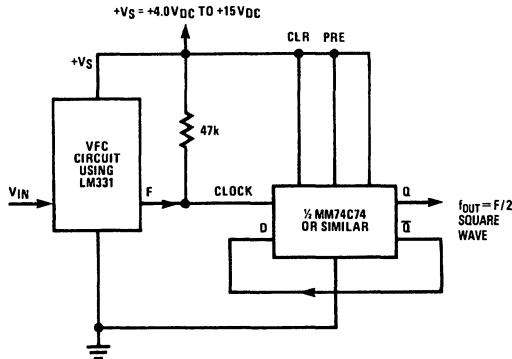 +VS = +4.0VDC TO +15VDC
CLR PRE
+VS
47k
VFC
CIRCUIT
USING
LM331
VIN
F
CLOCK
Q
½ MM74C74
OR SIMILAR
D
Q̅
fOUT = F/2
SQUARE
WAVE